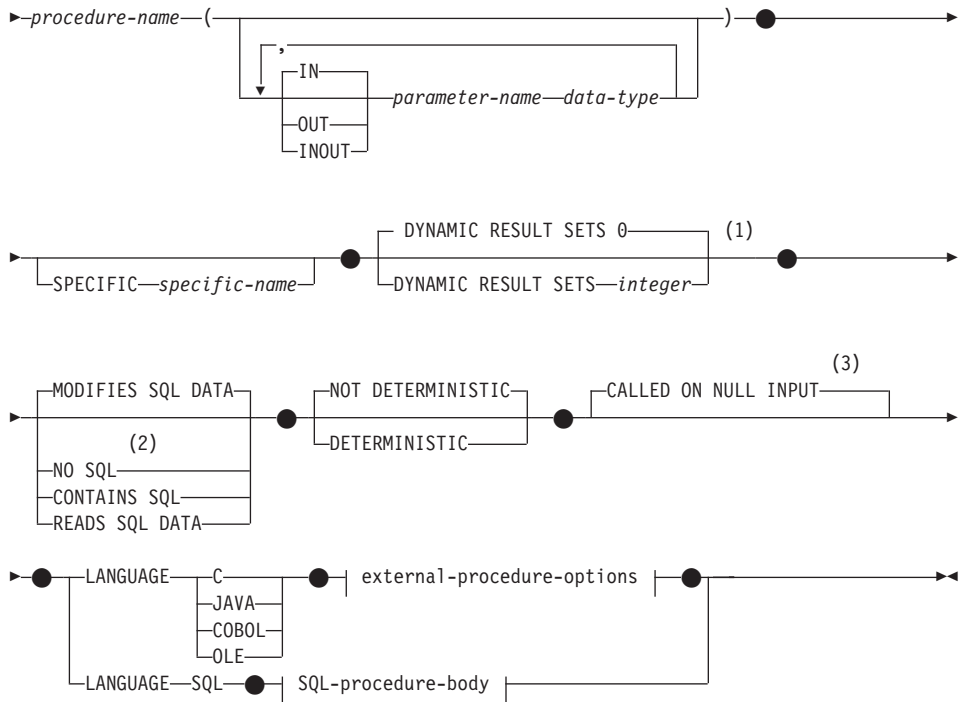 procedure-name ( )
,
IN
parameter-name data-type
OUT
INOUT
DYNAMIC RESULT SETS 0 (1)
SPECIFIC specific-name DYNAMIC RESULT SETS integer
(3)
MODIFIES SQL DATA NOT DETERMINISTIC CALLED ON NULL INPUT
(2) DETERMINISTIC
NO SQL
CONTAINS SQL
READS SQL DATA
LANGUAGE C external-procedure-options
JAVA
COBOL
OLE
LANGUAGE SQL SQL-procedure-body